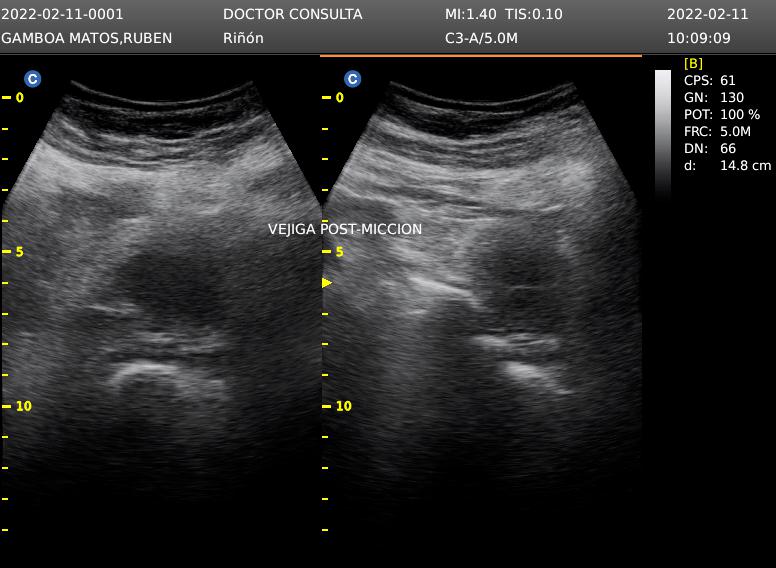 2022-02-11-0001 DOCTOR CONSULTA MI:1.40 TIS:0.10 2022-02-11
GAMBOA MATOS,RUBEN Riñón C3-A/5.0M 10:09:09
[B]
CPS: 61
GN: 130
POT: 100 %
FRC: 5.0M
DN: 66
d: 14.8 cm
C C
0 0
VEJIGA POST-MICCION
5 5
10 10